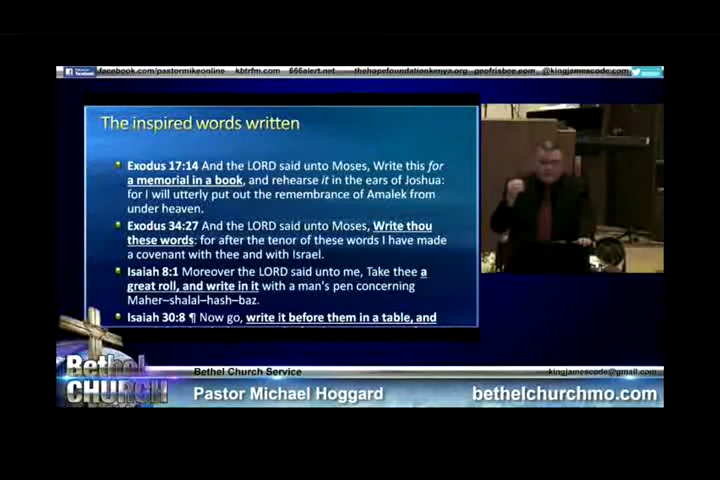 facebook.com/pastormikeonline kbtrfm.com 666alert.net thehopefoundationkenya.org geofrisbee.com @kingjamescode.com
The inspired words written
Exodus 17:14 And the LORD said unto Moses, Write this for
a memorial in a book, and rehearse it in the ears of Joshua:
for I will utterly put out the remembrance of Amalek from
under heaven.
Exodus 34:27 And the LORD said unto Moses, Write thou
these words: for after the tenor of these words I have made
a covenant with thee and with Israel.
Isaiah 8:1 Moreover the LORD said unto me, Take thee a
great roll, and write in it with a man's pen concerning
Maher–shalal–hash–baz.
Isaiah 30:8 ¶ Now go, write it before them in a table, and
Bethel
CHURCH
Bethel Church Service
kingjamescode@gmail.com
Pastor Michael Hoggard
bethelchurchmo.com